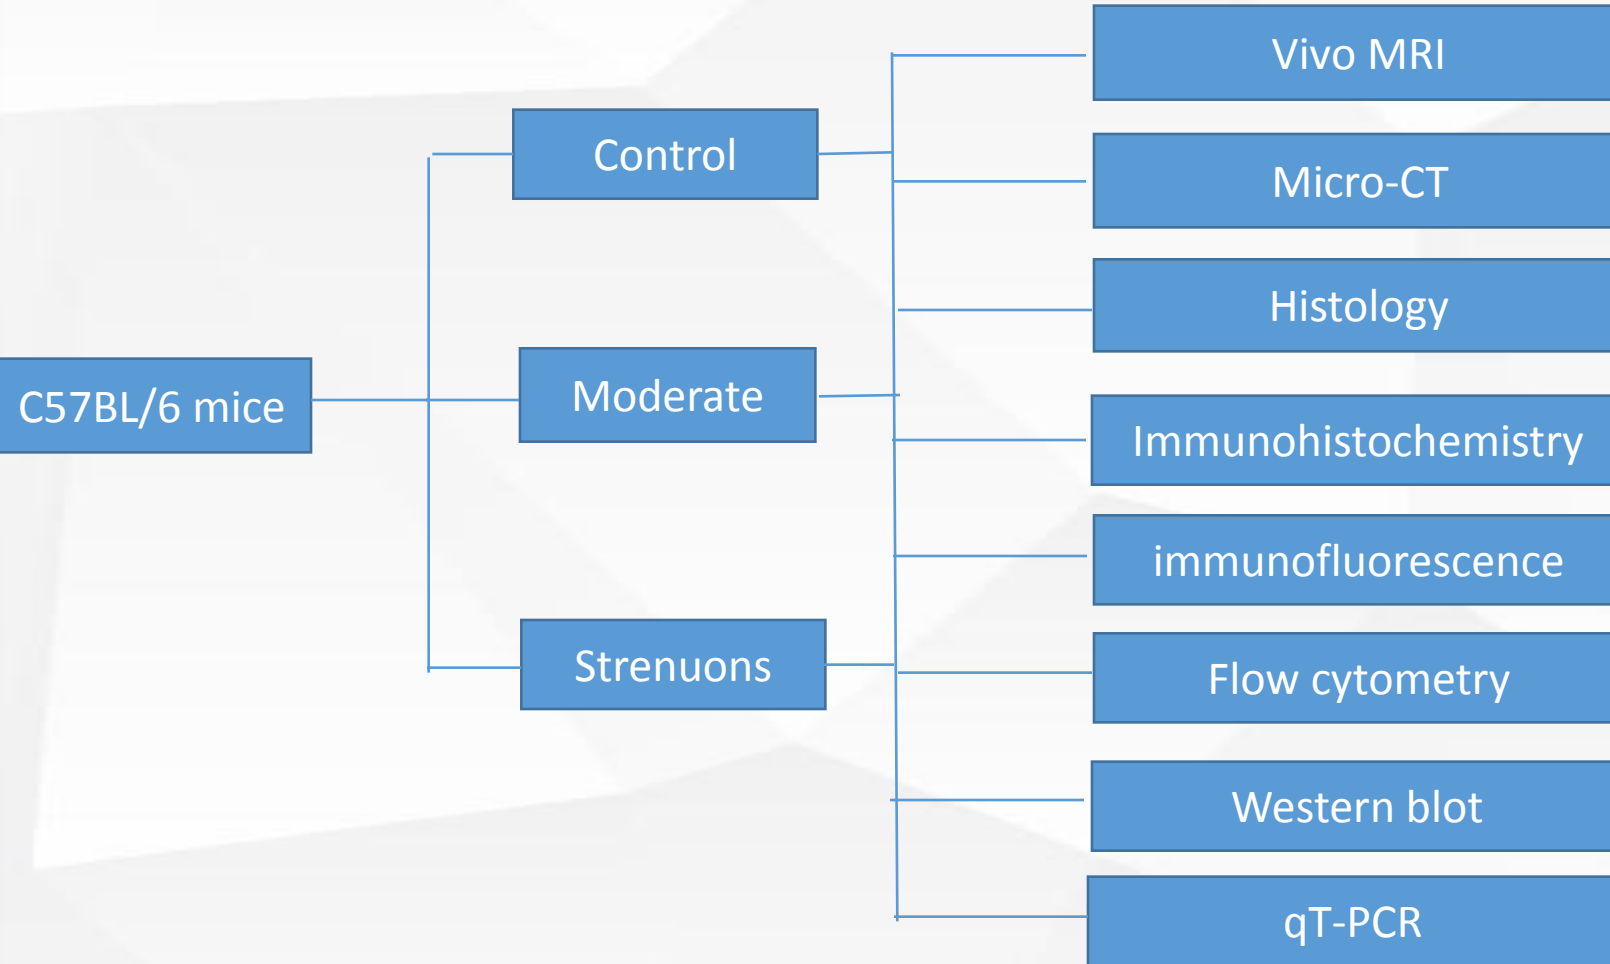 C57BL/6 mice
Control
Moderate
Strenuons
Vivo MRI
Micro-CT
Histology
Immunohistochemistry
immunofluorescence
Flow cytometry
Western blot
qT-PCR